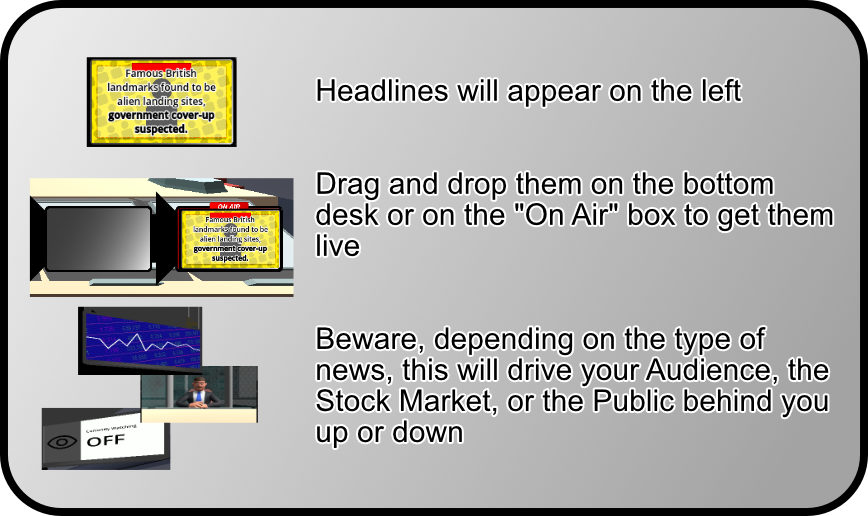 Famous British
landmarks found to be
alien landing sites,
government cover-up
suspected.
Headlines will appear on the left
ON AIR
Famous British
landmarks found to be
alien landing sites,
government cover-up
suspected.
Drag and drop them on the bottom
desk or on the "On Air" box to get them
live
Currently Watching
OFF
Beware, depending on the type of
news, this will drive your Audience, the
Stock Market, or the Public behind you
up or down